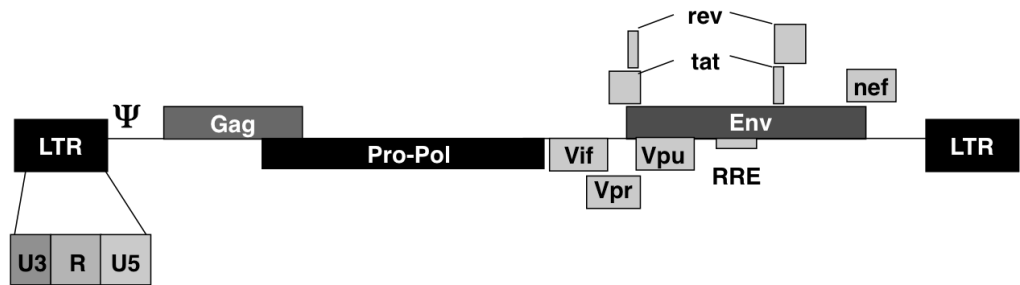 rev
tat
nef
Ψ
Gag
Env
LTR
Pro-Pol
Vif
Vpu
LTR
Vpr
RRE
U3 R U5